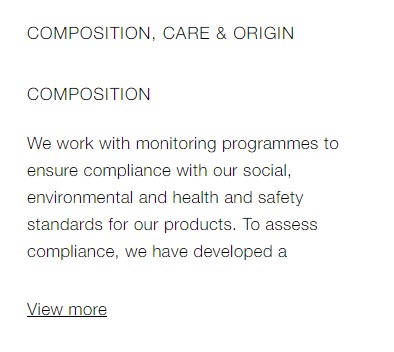 COMPOSITION, CARE & ORIGIN
COMPOSITION
We work with monitoring programmes to
ensure compliance with our social,
environmental and health and safety
standards for our products. To assess
compliance, we have developed a
View more